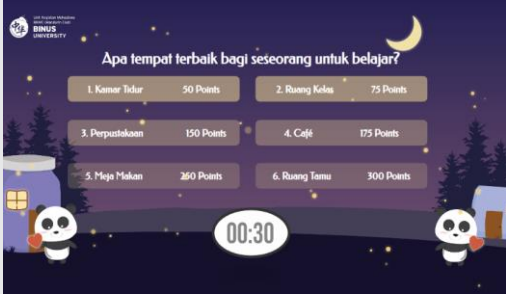 BINUS
UNIVERSITY
Apa tempat terbaik bagi seseorang untuk belajar?
1. Kamar Tidur 50 Points
2. Ruang Kelas 75 Points
3. Perpustakaan 150 Points
4. Café 175 Points
5. Meja Makan 260 Points
6. Ruang Tamu 300 Points
00:30